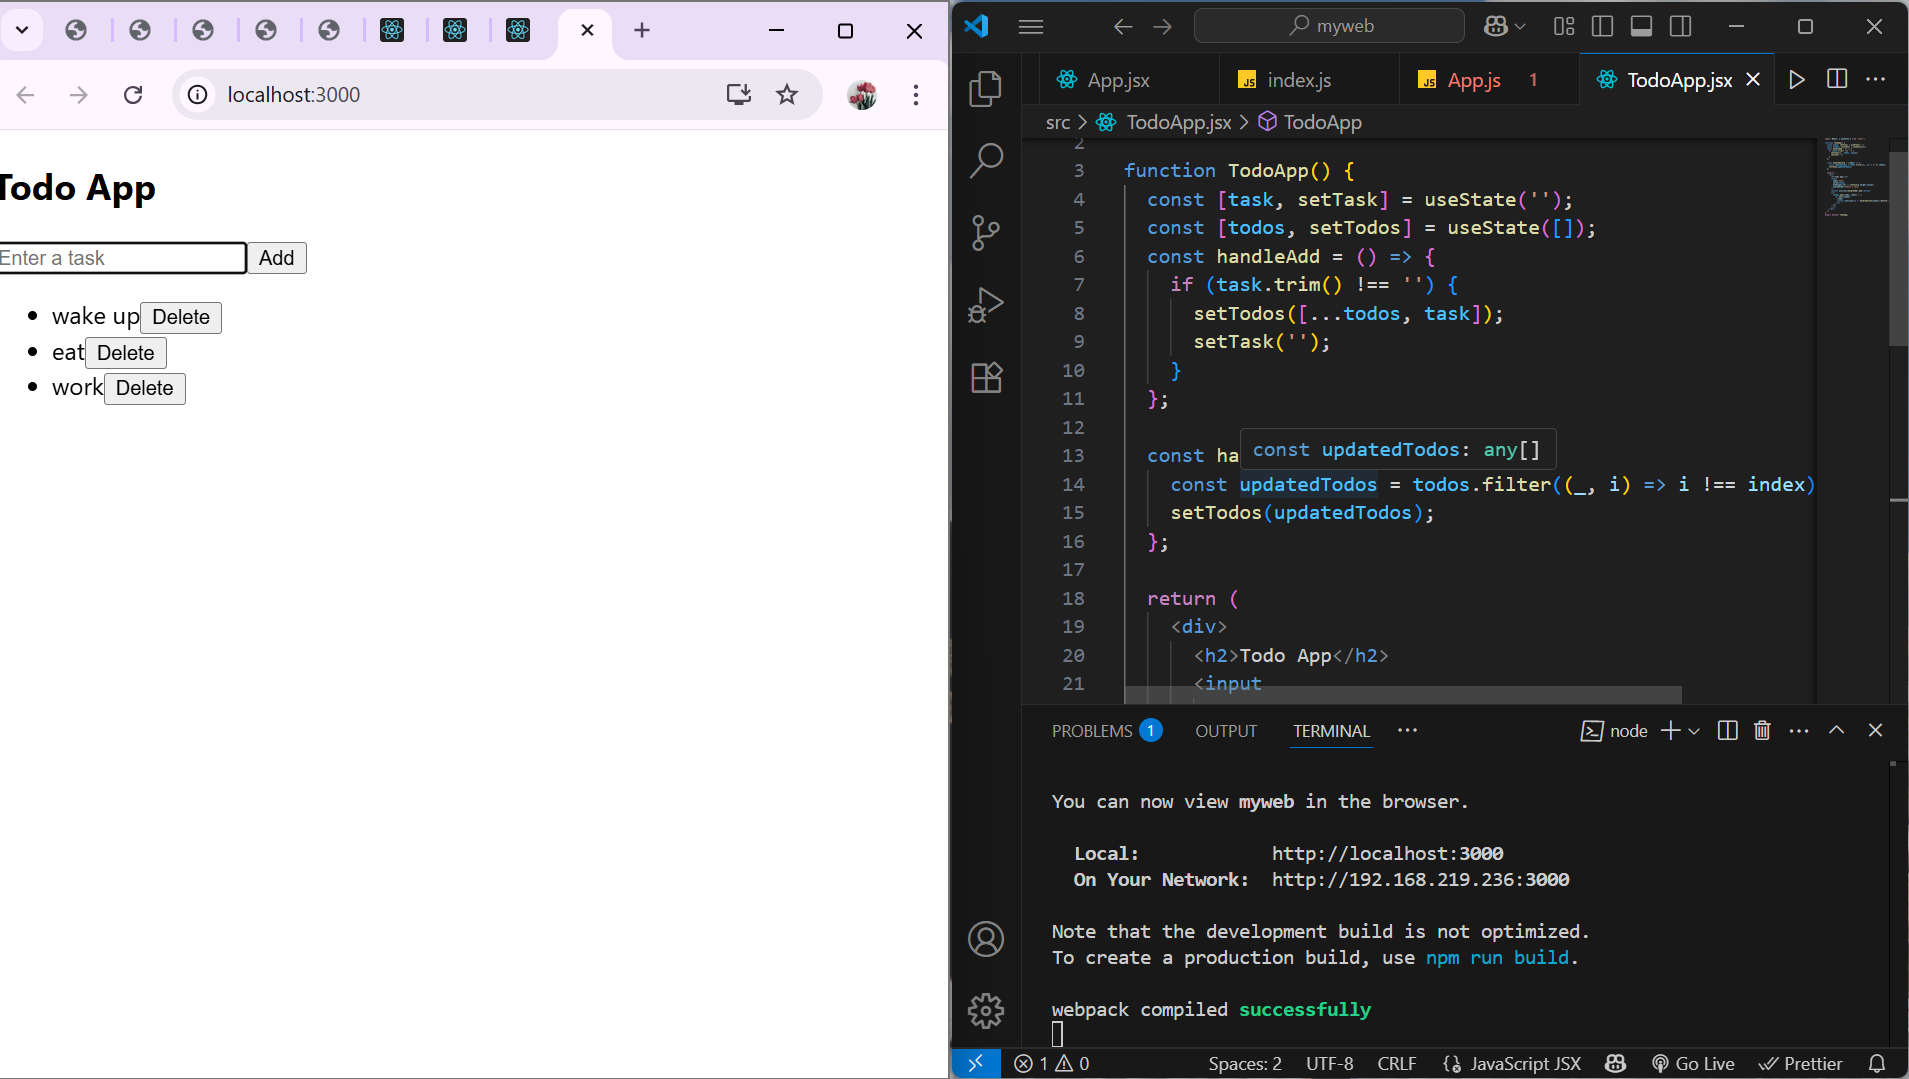 localhost:3000
Todo App
Enter a task
Add
wake up Delete
eat Delete
work Delete
myweb
App.jsx
index.js
App.js 1
TodoApp.jsx
src > TodoApp.jsx > TodoApp
2
3 function TodoApp() {
4 const [task, setTask] = useState('');
5 const [todos, setTodos] = useState([]);
6 const handleAdd = () => {
7 if (task.trim() !== '') {
8 setTodos([...todos, task]);
9 setTask('');
10 }
11 };
12
const updatedTodos: any[]
13 const ha
14 const updatedTodos = todos.filter((_, i) => i !== index)
15 setTodos(updatedTodos);
16 };
17
18 return (
19 <div>
20 <h2>Todo App</h2>
21 <input
PROBLEMS 1 OUTPUT TERMINAL ··· node
You can now view myweb in the browser.
Local: http://localhost:3000
On Your Network: http://192.168.219.236:3000
Note that the development build is not optimized.
To create a production build, use npm run build.
webpack compiled successfully
1 0 Spaces: 2 UTF-8 CRLF JavaScript JSX Go Live Prettier